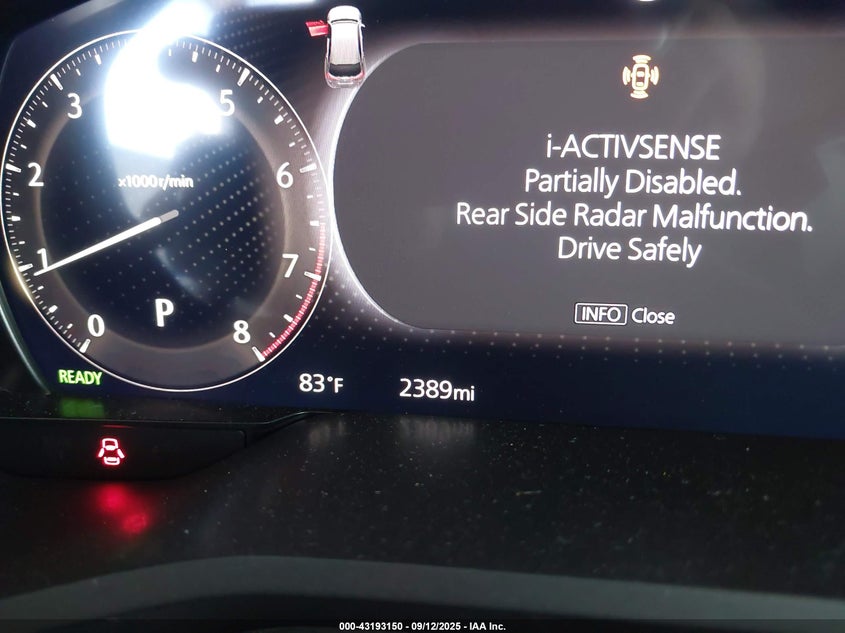 i-ACTIVSENSE
Partially Disabled.
Rear Side Radar Malfunction.
Drive Safely
INFO Close
3
5
2
x1000 r/min
6
1
7
P
0
8
READY
83°F
2389mi
000-43193150 - 09/12/2025 - IAA Inc.